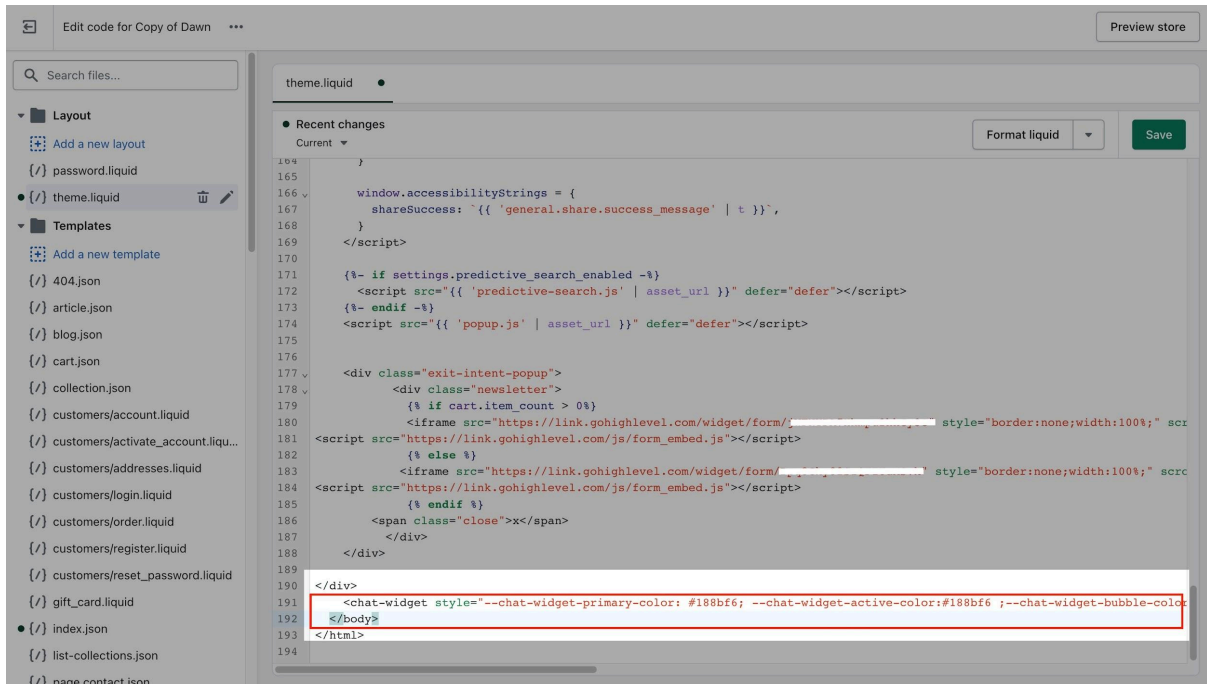 Edit code for Copy of Dawn •••
Preview store
Search files...
Layout
Add a new layout
{/} password.liquid
{/} theme.liquid
Templates
Add a new template
{/} 404.json
{/} article.json
{/} blog.json
{/} cart.json
{/} collection.json
{/} customers/account.liquid
{/} customers/activate_account.liqu...
{/} customers/addresses.liquid
{/} customers/login.liquid
{/} customers/order.liquid
{/} customers/register.liquid
{/} customers/reset_password.liquid
{/} gift_card.liquid
{/} index.json
{/} list-collections.json
{/} page.contact.json
theme.liquid
Recent changes
Current
Format liquid
Save
164 }
165
166 window.accessibilityStrings = {
167 shareSuccess: `{{ 'general.share.success_message' | t }}`,
168 }
169 </script>
170
171 {%- if settings.predictive_search_enabled -%}
172 <script src="{{ 'predictive-search.js' | asset_url }}" defer="defer"></script>
173 {%- endif -%}
174 <script src="{{ 'popup.js' | asset_url }}" defer="defer"></script>
175
176
177 <div class="exit-intent-popup">
178 <div class="newsletter">
179 {% if cart.item_count > 0%}
180 <iframe src="https://link.gohighlevel.com/widget/form/ style="border:none;width:100%;" scr
181 <script src="https://link.gohighlevel.com/js/form_embed.js"></script>
182 {% else %}
183 <iframe src="https://link.gohighlevel.com/widget/form/ style="border:none;width:100%;" scrc
184 <script src="https://link.gohighlevel.com/js/form_embed.js"></script>
185 {% endif %}
186 <span class="close">x</span>
187 </div>
188 </div>
189
190 </div>
191 <chat-widget style="--chat-widget-primary-color: #188bf6; --chat-widget-active-color:#188bf6 ;--chat-widget-bubble-color
192 </body>
193 </html>
194